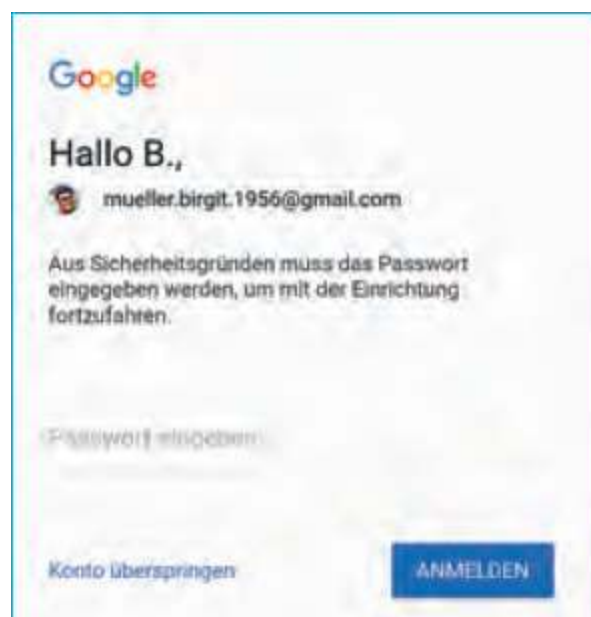 Google
Hallo B.,
mueller.birgit.1956@gmail.com
Aus Sicherheitsgründen muss das Passwort
eingegeben werden, um mit der Einrichtung
fortzufahren.
Passwort eingeben
Konto überspringen
ANMELDEN